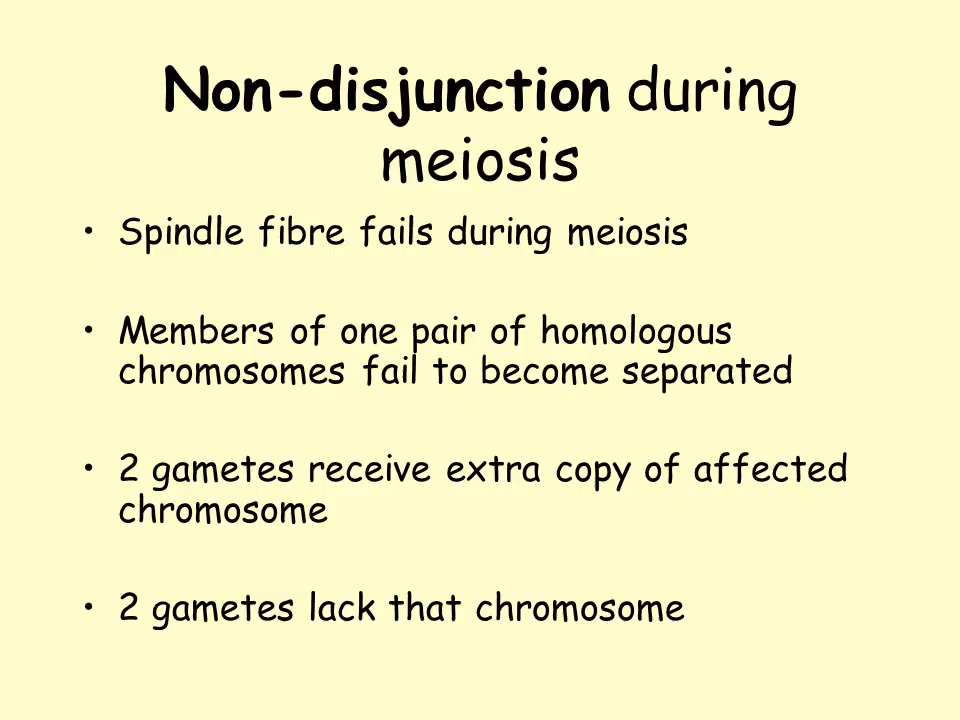 Non-disjunction during
meiosis
• Spindle fibre fails during meiosis
• Members of one pair of homologous
chromosomes fail to become separated
• 2 gametes receive extra copy of affected
chromosome
• 2 gametes lack that chromosome